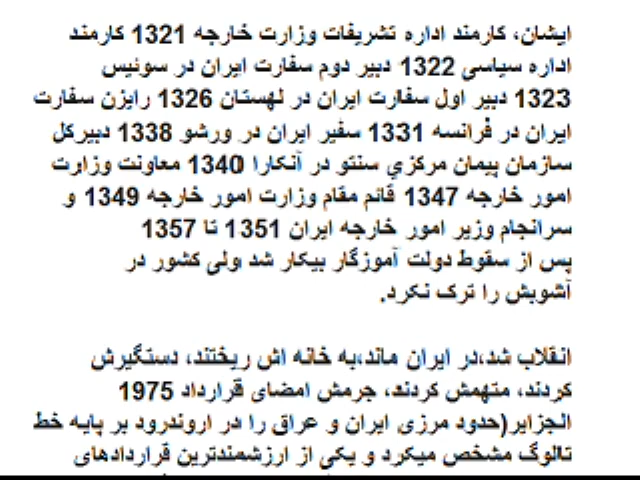 ایشان، کارمند اداره تشریفات وزارت خارجه 1321 کارمند
اداره سیاسی 1322 دبیر دوم سفارت ایران در سوئیس
1323 دبیر اول سفارت ایران در لهستان 1326 رایزن سفارت
ایران در فرانسه 1331 سفیر ایران در ورشو 1338 دبیرکل
سازمان پیمان مرکزي سنتو در آنکارا 1340 معاونت وزاوت
امور خارجه 1347 قائم مقام وزارت امور خارجه 1349 و
سرانجام وزیر امور خارجه ایران 1351 تا 1357
پس از سقوط دولت آموزگار بیکار شد ولی کشور در
آشوبش را ترک نکرد.
انقلاب شد،در ایران ماند،به خانه اش ریختند، دستگیرش
کردند، متهمش کردند، جرمش امضای قرارداد 1975
الجزایر(حدود مرزی ایران و عراق را در اروندرود بر پایه خط
تالوگ مشخص میکرد و یکی از ارزشمندترین قراردادهای